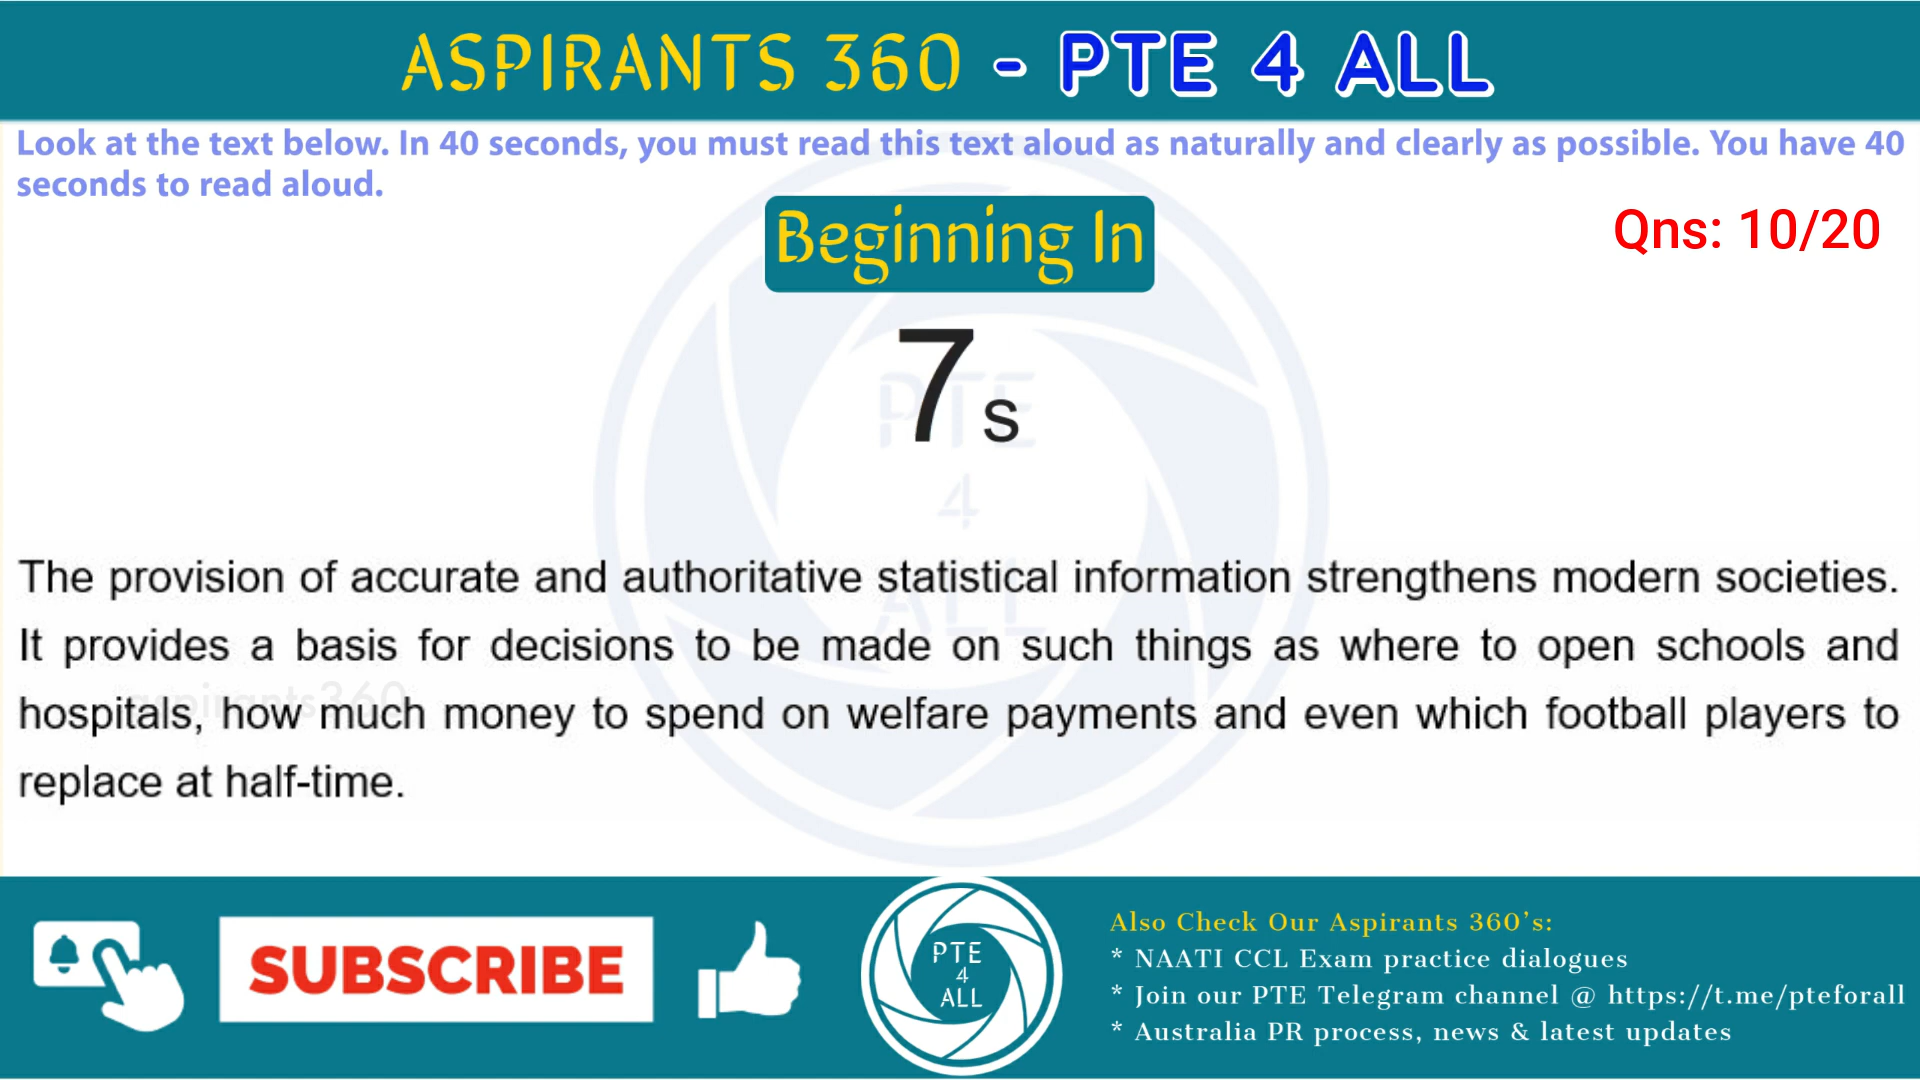 ASPIRANTS 360 - PTE 4 ALL
Look at the text below. In 40 seconds, you must read this text aloud as naturally and clearly as possible. You have 40
seconds to read aloud.
Beginning In
Qns: 10/20
7 s
PTE
4
ALL
The provision of accurate and authoritative statistical information strengthens modern societies.
It provides a basis for decisions to be made on such things as where to open schools and
aspirants360
hospitals, how much money to spend on welfare payments and even which football players to
replace at half-time.
SUBSCRIBE
PTE
4
ALL
Also Check Our Aspirants 360's:
* NAATI CCL Exam practice dialogues
* Join our PTE Telegram channel @ https://t.me/pteforall
* Australia PR process, news & latest updates